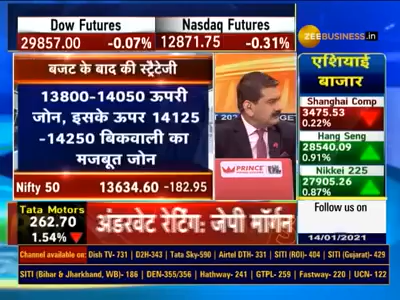 Dow Futures
29857.00 -0.07%
Nasdaq Futures
12871.75 -0.31%
ZEEBUSINESS.in
बजट के बाद की स्ट्रैटेजी
13800-14050 ऊपरी
जोन, इसके ऊपर 14125
-14250 बिकवाली का
मजबूत जोन
Nifty 50 13634.60 -182.95
PRINCE
एशियाई
बाजार
Shanghai Comp
3475.53
0.22%
Hang Seng
28540.09
0.91%
Nikkei 225
27905.26
0.87%
Tata Motors
262.70
1.54%
अंडरवेट रेटिंग: जेपी मॉर्गन
Follow us
on
14/01/2021
Channel available on: Dish TV- 731 | D2H-343 | Tata Sky-590 | Airtel DTH- 331 | SITI (ROI) - 404 | SITI (Gujarat) - 429
SITI (Bihar & Jharkhand, WB) - 186 | DEN-355/356 | Hathway- 241 | GTPL- 259 | Fastway- 220 | UCN- 122